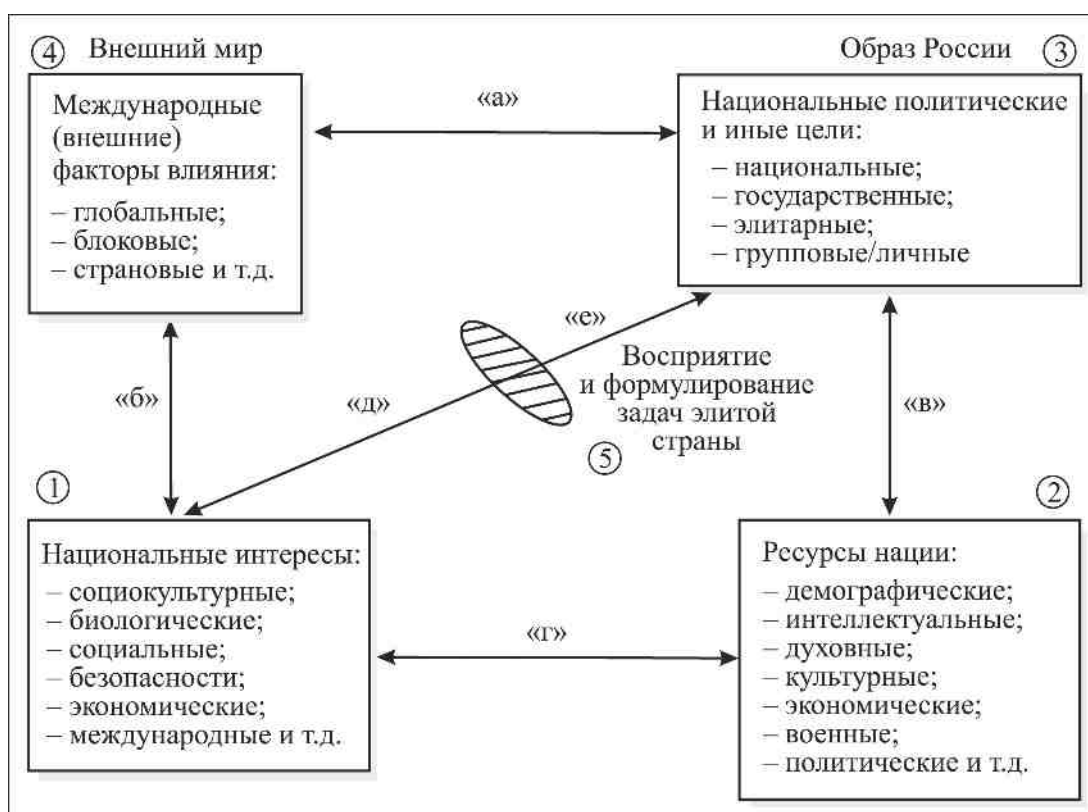 ④ Внешний мир
Образ России ③
Международные
(внешние)
факторы влияния:
– глобальные;
– блоковые;
– страновые и т.д.
«а»
Национальные политические
и иные цели:
– национальные;
– государственные;
– элитарные;
– групповые/личные
«б»
«д»
«е»
Восприятие
и формулирование
задач элитой
страны
⑤
«в»
①
Национальные интересы:
– социокультурные;
– биологические;
– социальные;
– безопасности;
– экономические;
– международные и т.д.
«г»
②
Ресурсы нации:
– демографические;
– интеллектуальные;
– духовные;
– культурные;
– экономические;
– военные;
– политические и т.д.